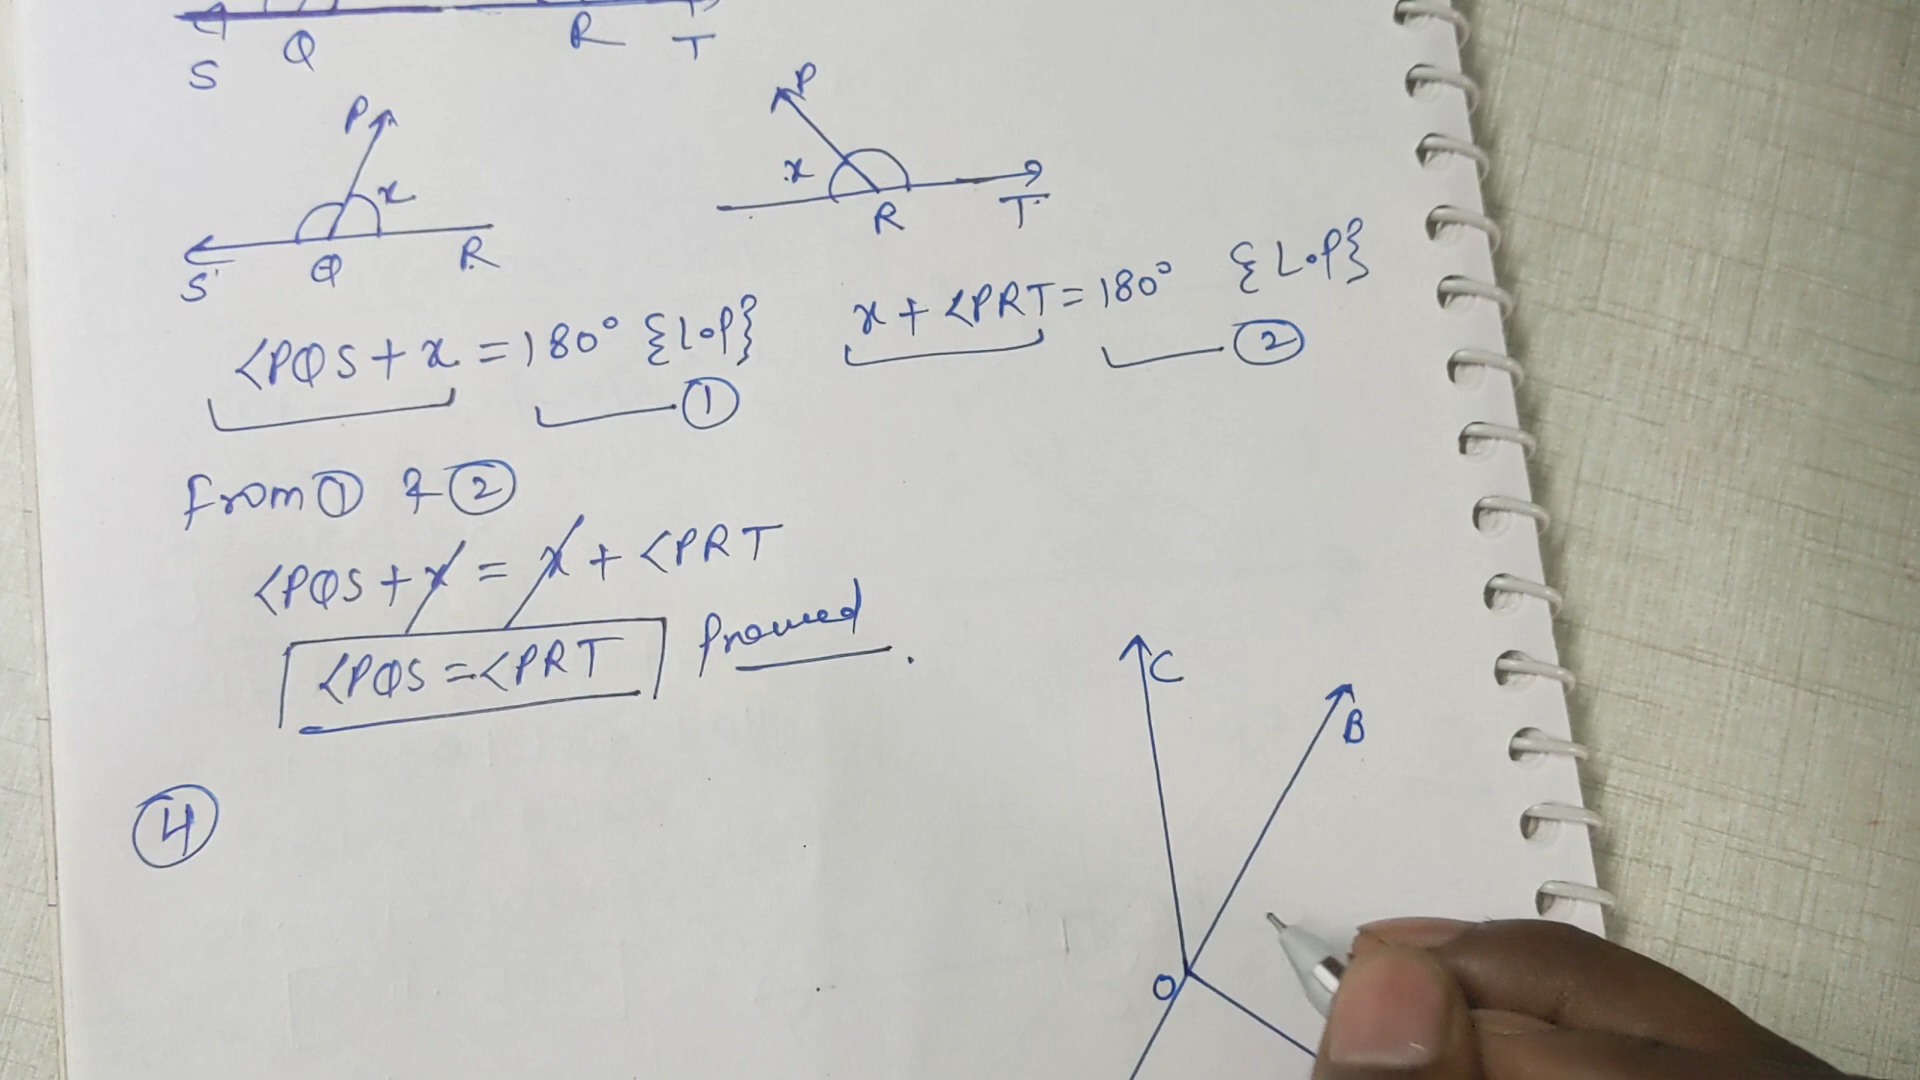 S Q R T
P x S Q R
P x R T
<PQS + x = 180° {L.P} ①
x + <PRT = 180° {L.P} ②
from ① & ②
<PQS + x = x + <PRT
<PQS = <PRT proved.
④
C
B
O